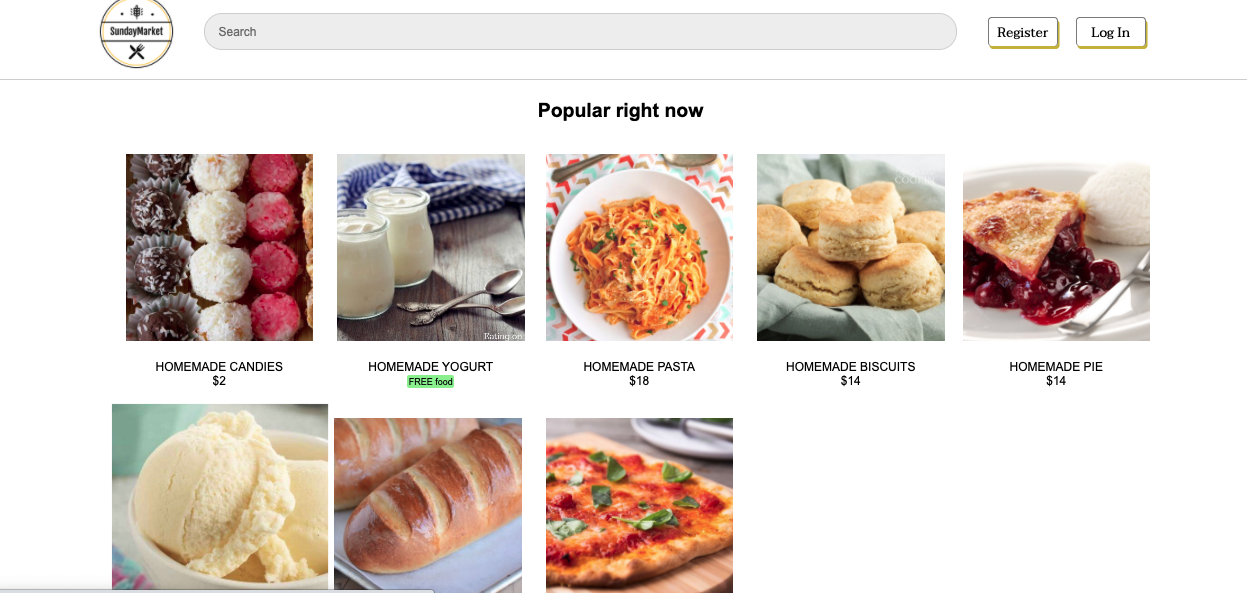 SundayMarket
Search
Register
Log In
Popular right now
Eating on
HOMEMADE CANDIES
$2
HOMEMADE YOGURT
FREE food
HOMEMADE PASTA
$18
HOMEMADE BISCUITS
$14
HOMEMADE PIE
$14